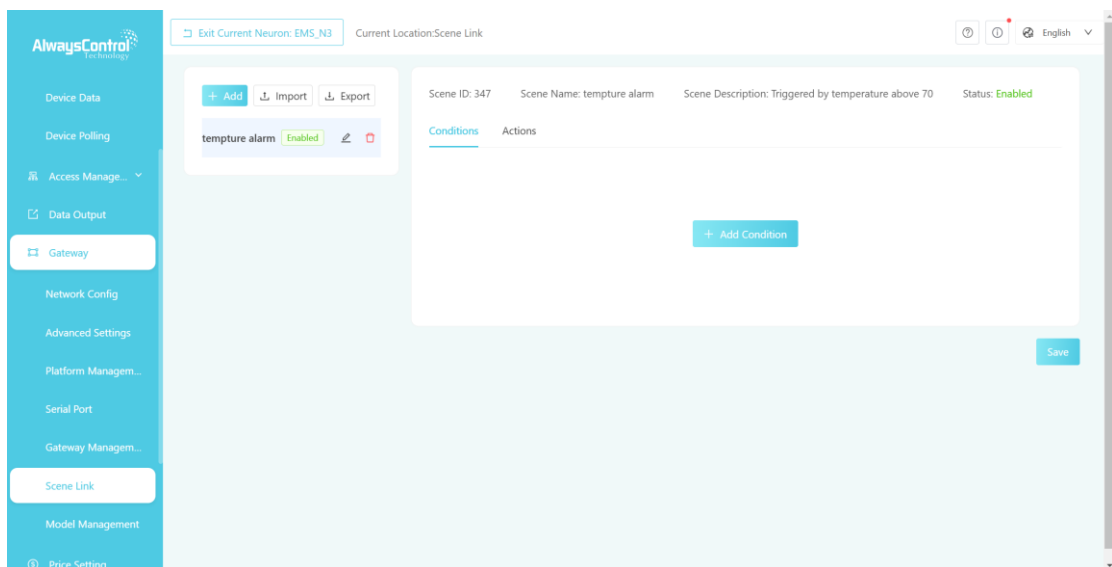 AlwaysControl
Technology
Device Data
Device Polling
Access Manage...
Data Output
Gateway
Network Config
Advanced Settings
Platform Managem...
Serial Port
Gateway Managem...
Scene Link
Model Management
Price Setting
Exit Current Neuron: EMS_N3 Current Location:Scene Link
English
+ Add Import Export
tempture alarm Enabled
Scene ID: 347 Scene Name: tempture alarm Scene Description: Triggered by temperature above 70 Status: Enabled
Conditions Actions
+ Add Condition
Save